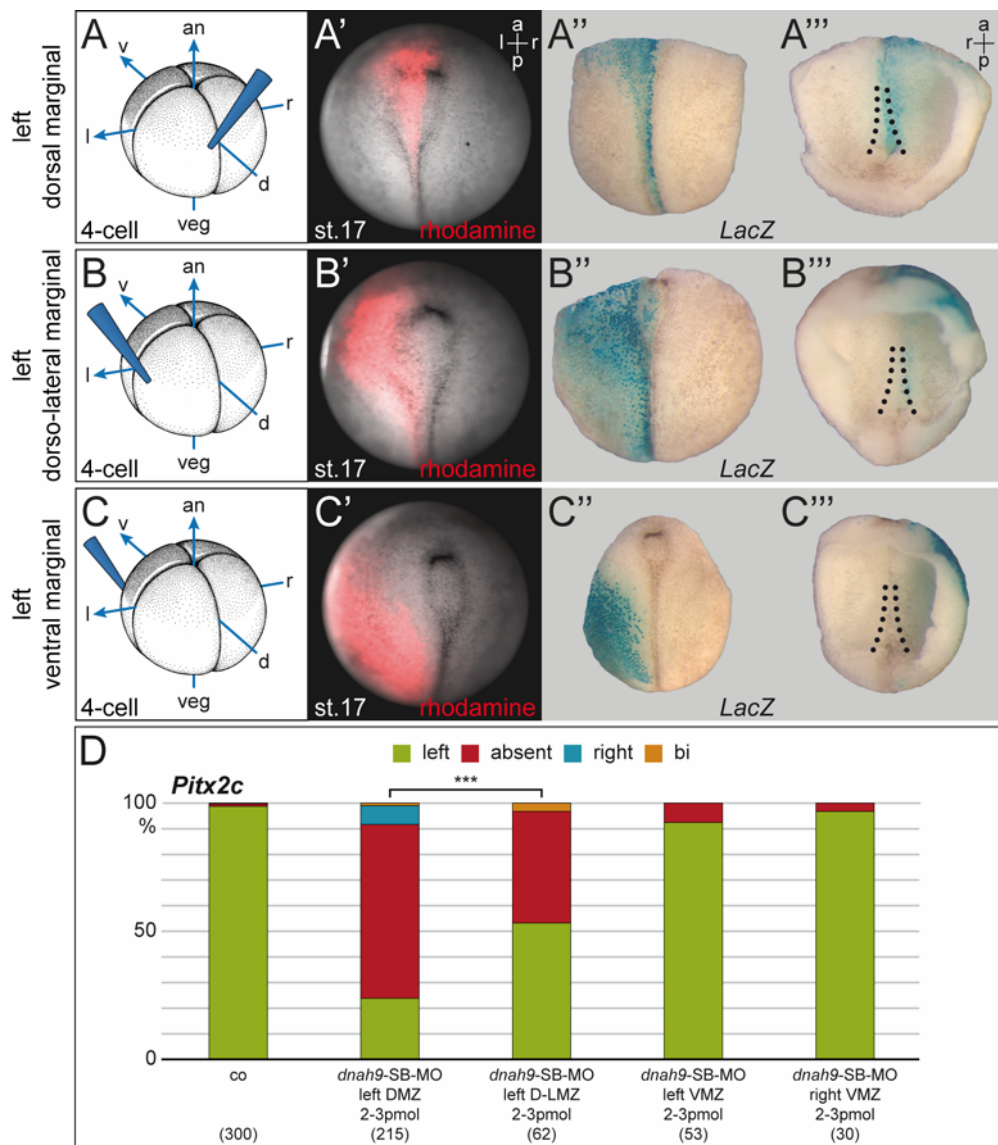 left
dorsal marginal
A
an
v
l
r
d
veg
4-cell
A'
a
l r
p
st.17
rhodamine
A''
LacZ
A'''
a
r l
p
left
dorso-lateral marginal
B
an
v
l
r
d
veg
4-cell
B'
st.17
rhodamine
B''
LacZ
B'''
left
ventral marginal
C
an
v
l
r
d
veg
4-cell
C'
st.17
rhodamine
C''
LacZ
C'''
D
left absent right bi
Pitx2c
***
100
%
50
0
co
(300)
dnah9-SB-MO
left DMZ
2-3pmol
(215)
dnah9-SB-MO
left D-LMZ
2-3pmol
(62)
dnah9-SB-MO
left VMZ
2-3pmol
(53)
dnah9-SB-MO
right VMZ
2-3pmol
(30)